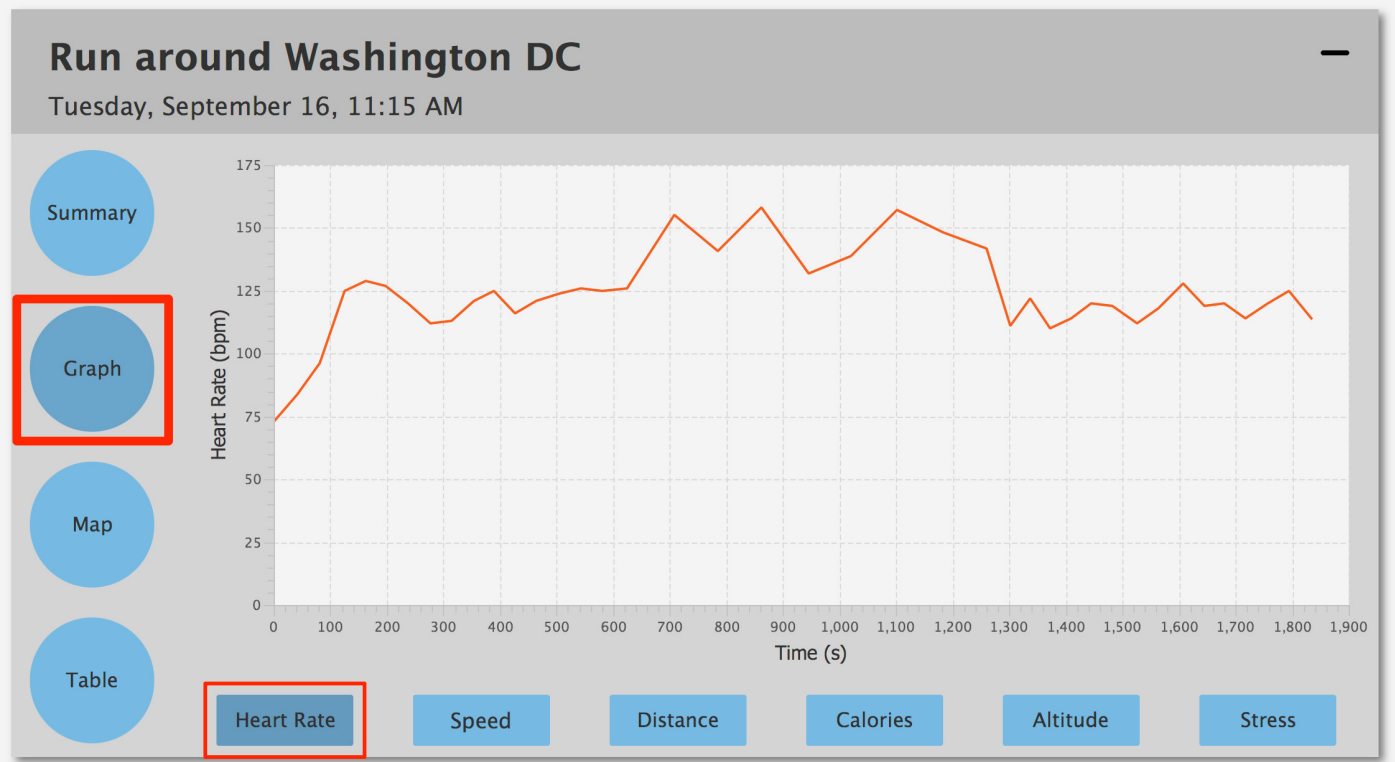 Run around Washington DC
Tuesday, September 16, 11:15 AM
Summary
Graph
Map
Table
Heart Rate (bpm)
175
150
125
100
75
50
25
0
0 100 200 300 400 500 600 700 800 900 1,000 1,100 1,200 1,300 1,400 1,500 1,600 1,700 1,800 1,900
Time (s)
Heart Rate Speed Distance Calories Altitude Stress